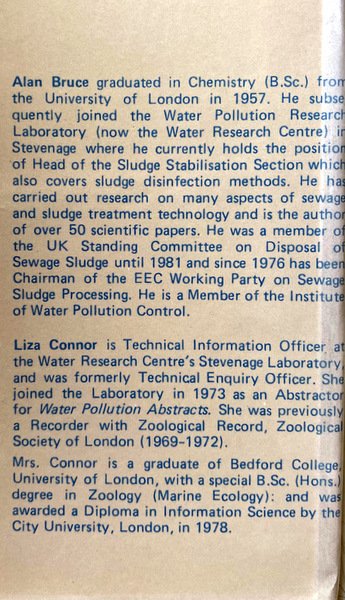 Alan Bruce graduated in Chemistry (B.Sc.) from
the University of London in 1957. He subse
quently joined the Water Pollution Research
Laboratory (now the Water Research Centre) in
Stevenage where he currently holds the position
of Head of the Sludge Stabilisation Section which
also covers sludge disinfection methods. He has
carried out research on many aspects of sewage
and sludge treatment technology and is the author
of over 50 scientific papers. He was a member of
the UK Standing Committee on Disposal of
Sewage Sludge until 1981 and since 1976 has been
Chairman of the EEC Working Party on Sewage
Sludge Processing. He is a Member of the Institute
of Water Pollution Control.
Liza Connor is Technical Information Officer at
the Water Research Centre's Stevenage Laboratory,
and was formerly Technical Enquiry Officer. She
joined the Laboratory in 1973 as an Abstractor
for Water Pollution Abstracts. She was previously
a Recorder with Zoological Record, Zoological
Society of London (1969-1972).
Mrs. Connor is a graduate of Bedford College,
University of London, with a special B.Sc. (Hons.)
degree in Zoology (Marine Ecology): and was
awarded a Diploma in Information Science by the
City University, London, in 1978.